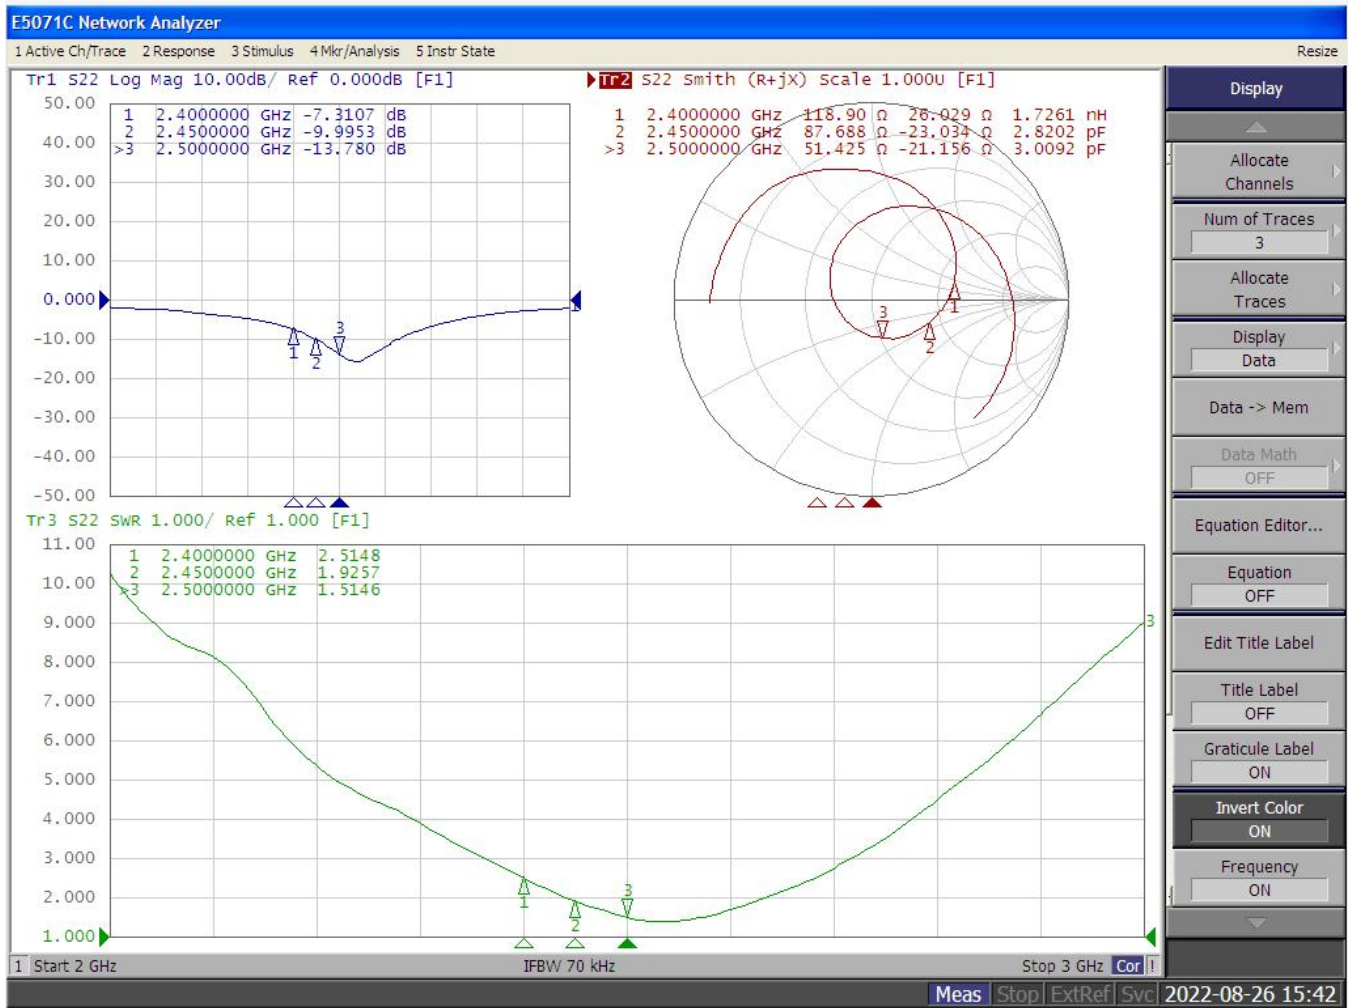 E5071C Network Analyzer
1 Active Ch/Trace 2 Response 3 Stimulus 4 Mkr/Analysis 5 Instr State Resize
Tr1 S22 Log Mag 10.00dB/ Ref 0.000dB [F1]
50.00
1 2.4000000 GHz -7.3107 dB
2 2.4500000 GHz -9.9953 dB
>3 2.5000000 GHz -13.780 dB
40.00
30.00
20.00
10.00
0.000
-10.00
-20.00
-30.00
-40.00
-50.00
1
2
3
1
Tr2 S22 Smith (R+jX) Scale 1.000U [F1]
1 2.4000000 GHz 118.90 Ω 26.029 Ω 1.7261 nH
2 2.4500000 GHz 87.688 Ω -23.034 Ω 2.8202 pF
>3 2.5000000 GHz 51.425 Ω -21.156 Ω 3.0092 pF
1
2
3
Tr3 S22 SWR 1.000/ Ref 1.000 [F1]
11.00
1 2.4000000 GHz 2.5148
2 2.4500000 GHz 1.9257
>3 2.5000000 GHz 1.5146
10.00
9.000
8.000
7.000
6.000
5.000
4.000
3.000
2.000
1.000
1
2
3
3
Display
Allocate
Channels
Num of Traces
3
Allocate
Traces
Display
Data
Data -> Mem
Data Math
OFF
Equation Editor...
Equation
OFF
Edit Title Label
Title Label
OFF
Graticule Label
ON
Invert Color
ON
Frequency
ON
1 Start 2 GHz IFBW 70 kHz Stop 3 GHz Cor !
Meas Stop ExtRef Svc 2022-08-26 15:42